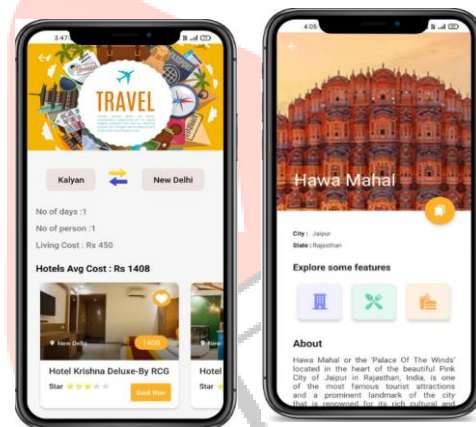 3:47
TRAVEL
Kalyan
New Delhi
No of days :1
No of person :1
Living Cost : Rs 450
Hotels Avg Cost : Rs 1408
New Delhi
1400
Hotel Krishna Deluxe-By RCG
Star
Book Now
Hotel
Star
4:05
Hawa Mahal
City : Jaipur
State : Rajasthan
Explore some features
About
Hawa Mahal or the 'Palace Of The Winds'
located in the heart of the beautiful Pink
City of Jaipur in Rajasthan, India, is one
of the most famous tourist attractions
and a prominent landmark of the city
that is renowned for its rich cultural and